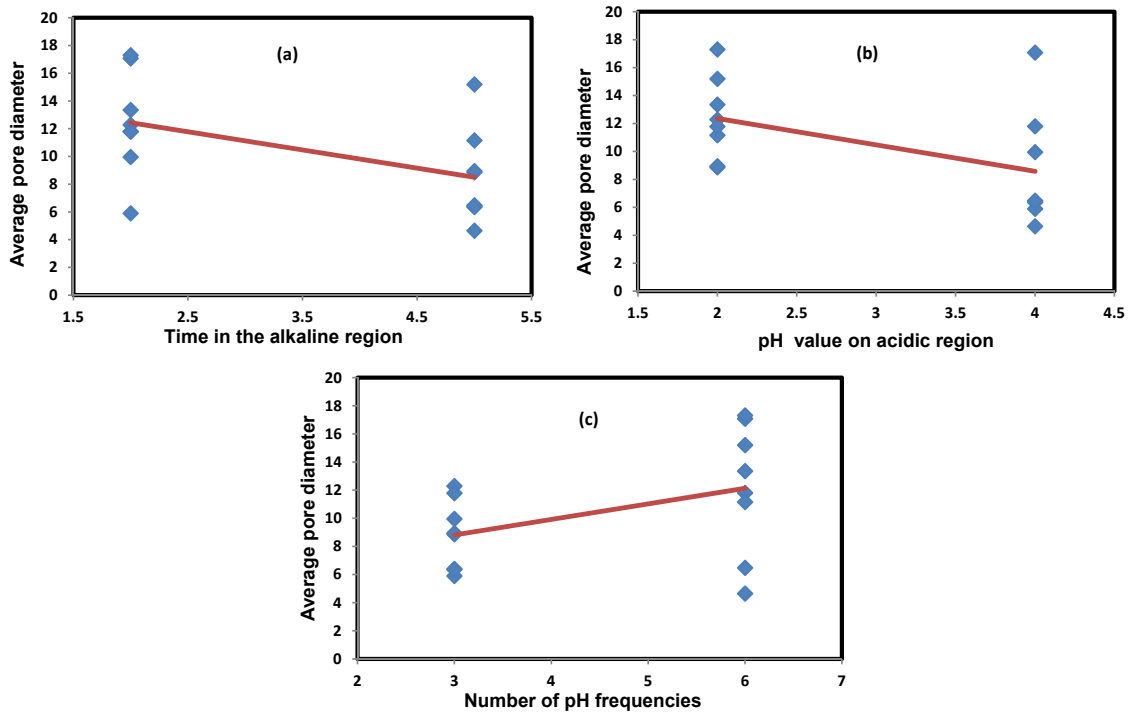 20
18
16
14
12
10
8
6
4
2
0
Average pore diameter
(a)
1.5 2.5 3.5 4.5 5.5
Time in the alkaline region
20
18
16
14
12
10
8
6
4
2
0
Average pore diameter
(b)
1.5 2 2.5 3 3.5 4 4.5
pH value on acidic region
20
18
16
14
12
10
8
6
4
2
0
Average pore diameter
(c)
2 3 4 5 6 7
Number of pH frequencies